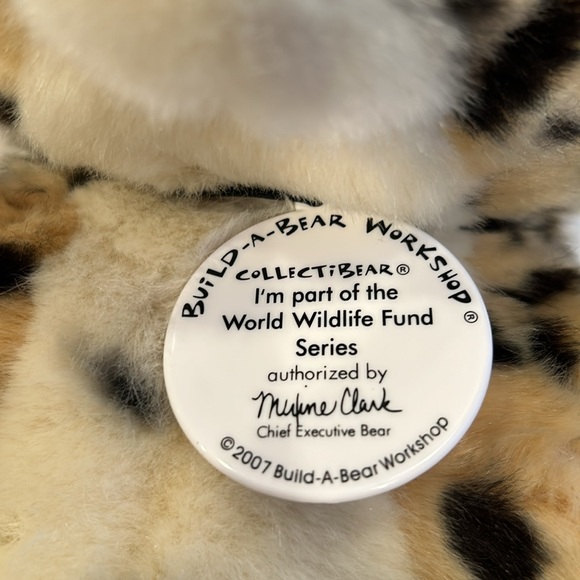 BUiLD-A-BEAR WORKSHOP®
COLLECTiBEAR®
I'm part of the
World Wildlife Fund
Series
authorized by
Maxine Clark
Chief Executive Bear
©2007 Build-A-Bear Workshop